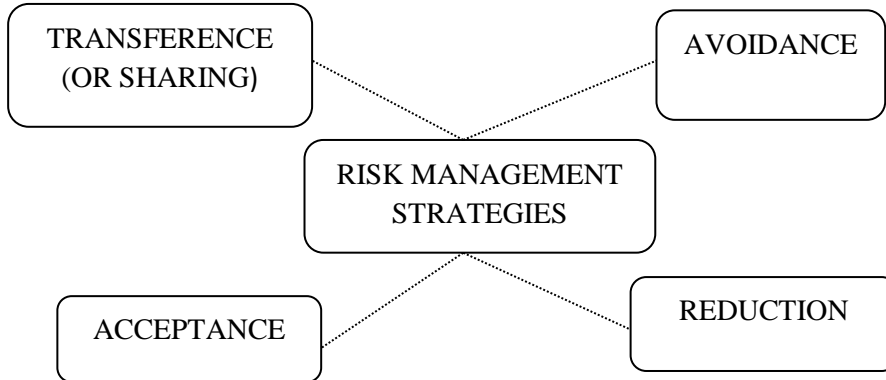 TRANSFERENCE
(OR SHARING)
AVOIDANCE
RISK MANAGEMENT
STRATEGIES
ACCEPTANCE
REDUCTION